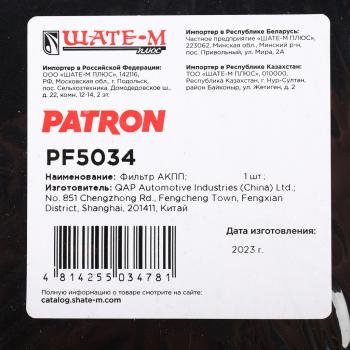 ШАТЕ-М
ПЛЮС
Импортер в Республике Беларусь:
Частное предприятие «ШАТЕ-М ПЛЮС»,
223062, Минская обл., Минский р-н,
пос. Привольный, ул. Мира, 2А
Импортер в Российской Федерации:
ООО «ШАТЕ-М ПЛЮС», 142116,
РФ, Московская обл., г. Подольск,
пос. Сельхозтехника, Домодедовское ш.,
д. 22, комн. 12-14, 2 эт.
Импортер в Республике Казахстан:
ТОО «ШАТЕ-М ПЛЮС», 010000,
Республика Казахстан, г. Нур-Султан,
район Байконыр, ул. Жетиген, д. 2
PATRON
PF5034
Наименование: Фильтр АКПП; 1 шт.;
Изготовитель: QAP Automotive Industries (China) Ltd.;
No. 851 Chengzhong Rd., Fengcheng Town, Fengxian
District, Shanghai, 201411, Китай
Дата изготовления:
2023 г.
4 814255 034781
Полную информацию о товаре смотрите на сайте:
catalog.shate-m.com